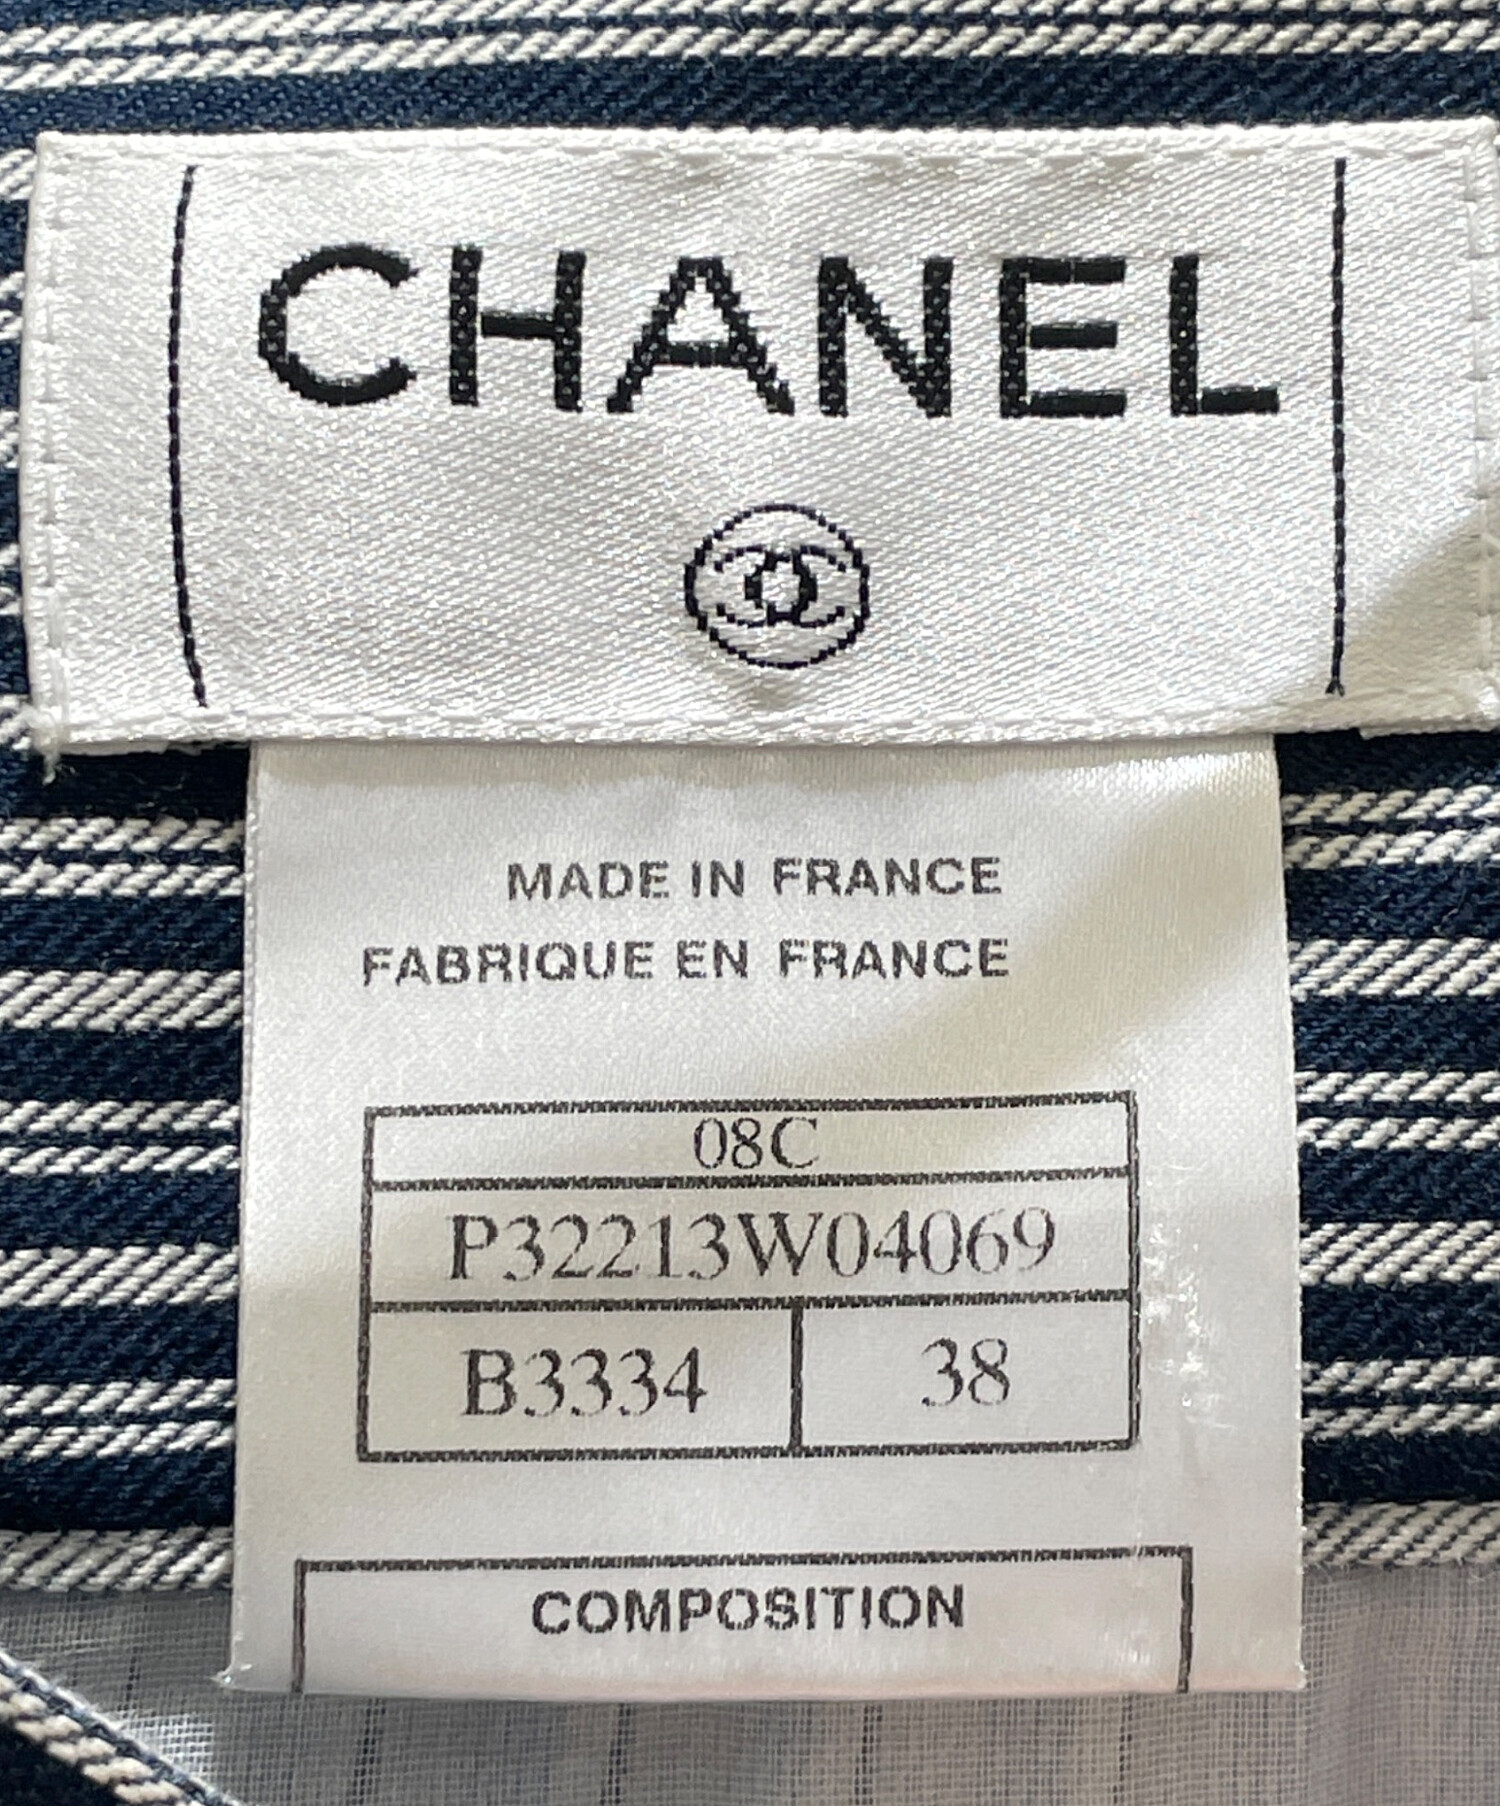 CHANEL
MADE IN FRANCE
FABRIQUE EN FRANCE
08C
P32213W04069
B3334 38
COMPOSITION